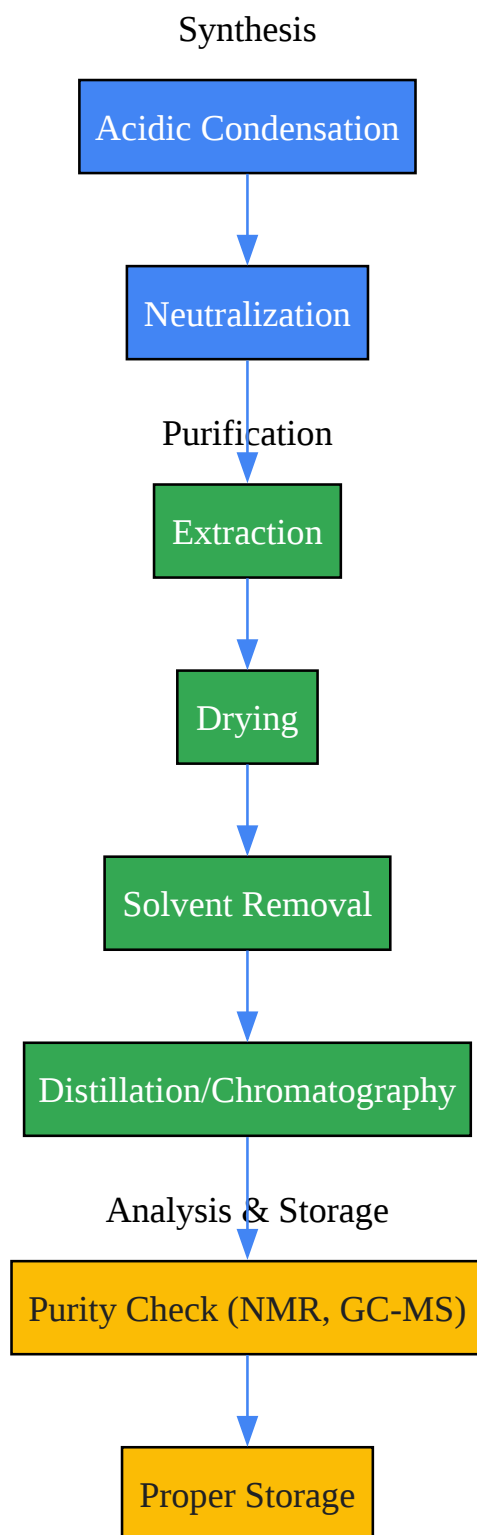 Synthesis
Acidic Condensation
Neutralization
Purification
Extraction
Drying
Solvent Removal
Distillation/Chromatography
Analysis & Storage
Purity Check (NMR, GC-MS)
Proper Storage